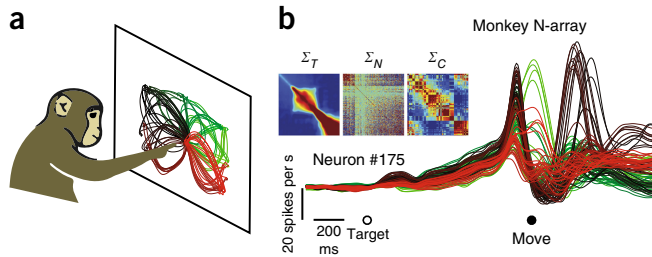 a
b
Monkey N-array
Σ_T
Σ_N
Σ_C
Neuron #175
20 spikes per s
200
ms
Target
Move